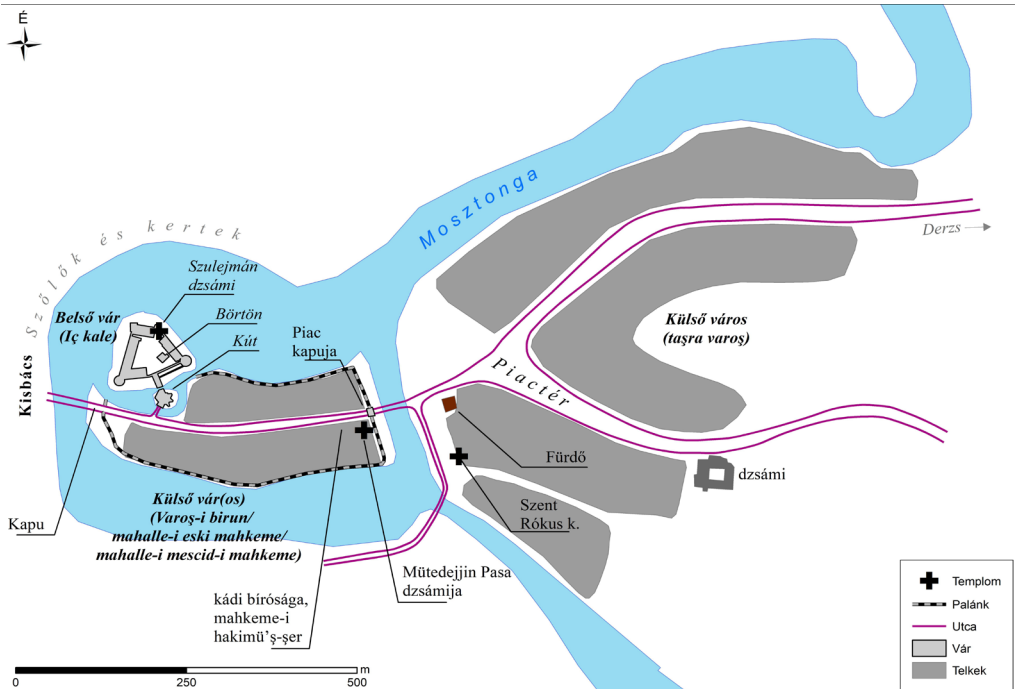 É
Mosztonga
Szőlők és kertek
Szulejmán
dzsámi
Belső vár
(Iç kale)
Börtön
Kút
Piac
kapuja
Derzs
Külső város
(taşra varoş)
Kisbács
Piactér
Fürdő
dzsámi
Szent
Rókus k.
Külső vár(os)
(Varoş-i birun/
mahalle-i eski mahkeme/
mahalle-i mescid-i mahkeme)
Kapu
Mütedejjin Pasa
dzsámija
kádi bírósága,
mahkeme-i
hakimü’ş-şer
0 250 500 m
Templom
Palánk
Utca
Vár
Telkek